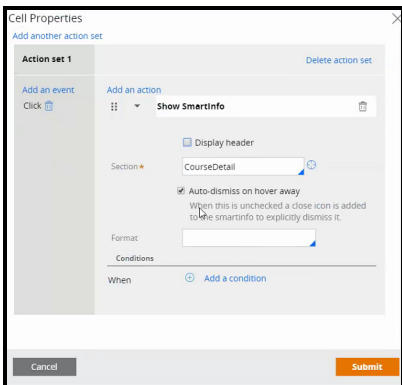 Cell Properties
Add another action set
Action set 1
Delete action set
Add an event
Click
Add an action
Show SmartInfo
Display header
Section★ CourseDetail
Auto-dismiss on hover away
When this is unchecked a close icon is added
to the smartinfo to explicitly dismiss it.
Format
Conditions
When Add a condition
Cancel Submit